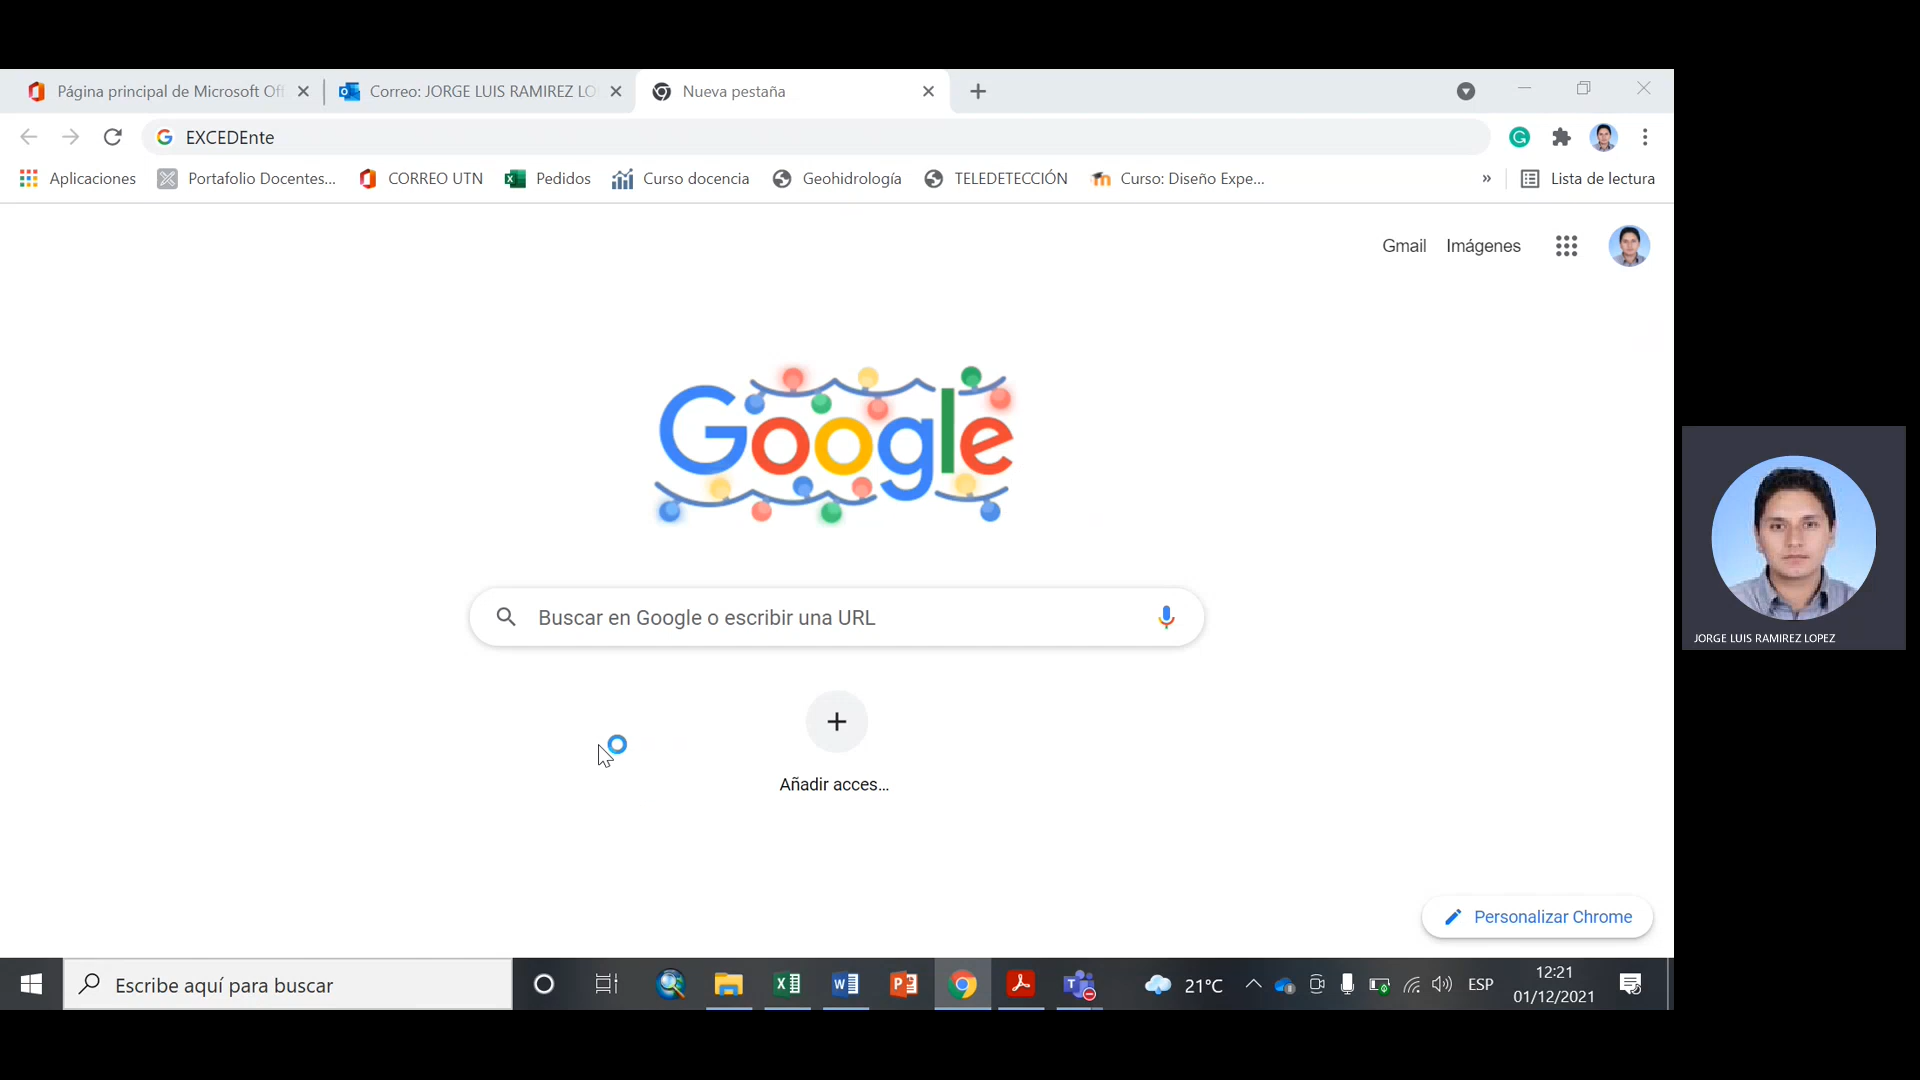 Página principal de Microsoft Off
Correo: JORGE LUIS RAMIREZ LO
Nueva pestaña
EXCEDEnte
Aplicaciones
Portafolio Docentes...
CORREO UTN
Pedidos
Curso docencia
Geohidrología
TELEDETECCIÓN
Curso: Diseño Expe...
»
Lista de lectura
Gmail
Imágenes
Google
Buscar en Google o escribir una URL
Añadir acces...
JORGE LUIS RAMIREZ LOPEZ
Personalizar Chrome
Escribe aquí para buscar
21°C
ESP
12:21
01/12/2021